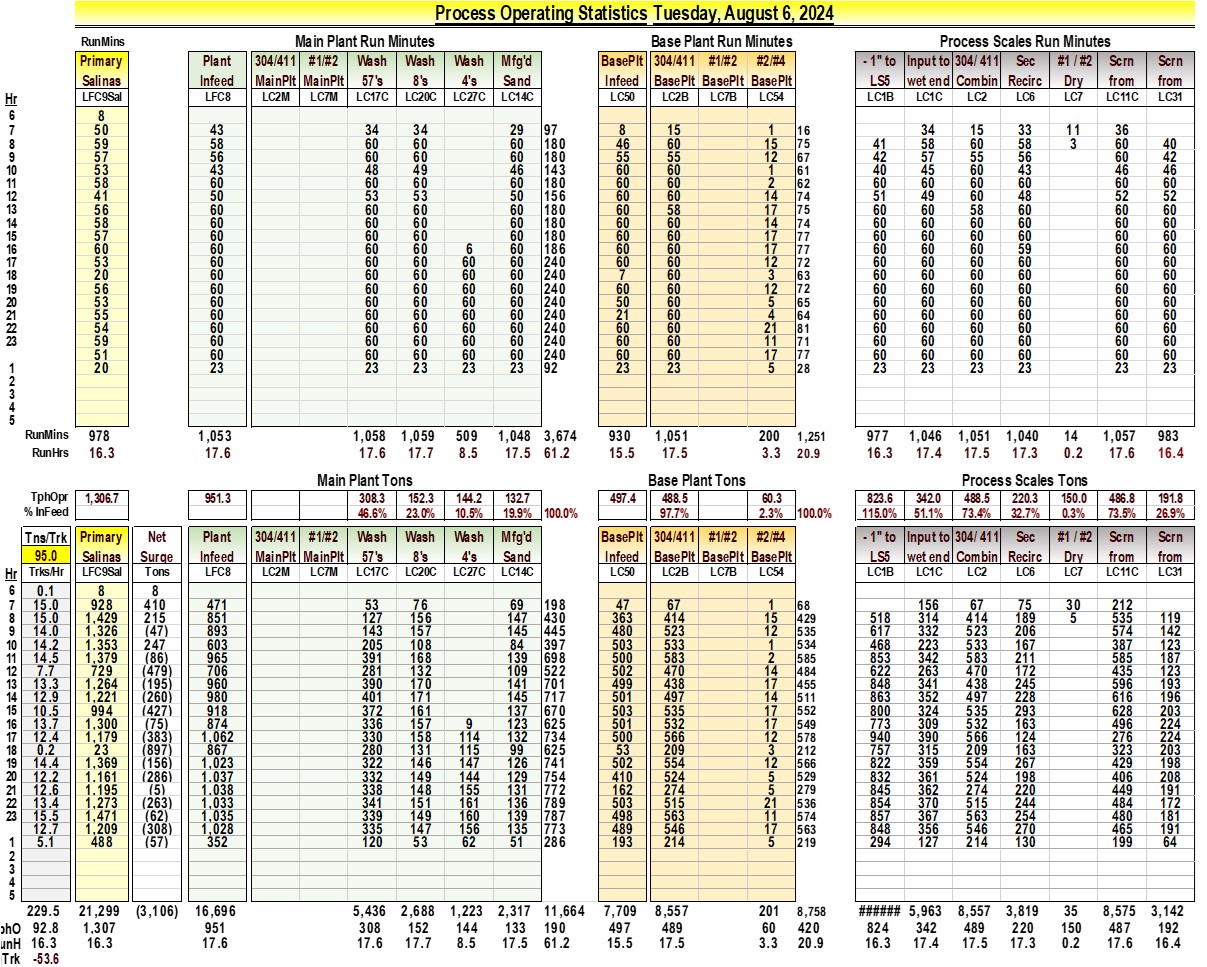 Process Operating Statistics Tuesday, August 6, 2024
RunMins Main Plant Run Minutes Base Plant Run Minutes Process Scales Run Minutes
Primary Plant 304/411 #1/#2 Wash Wash Wash Mfg'd BasePlt 304/411 #1/#2 #2/#4 - 1" to Input to 304/ 411 Sec #1 / #2 Scrn Scrn
Salinas Infeed MainPlt MainPlt 57's 8's 4's Sand Infeed BasePlt BasePlt BasePlt LS5 wet end Combin Recirc Dry from from
Hr LFC9Sal LFC8 LC2M LC7M LC17C LC20C LC27C LC14C LC50 LC2B LC7B LC54 LC1B LC1C LC2 LC6 LC7 LC11C LC31
6 8
7 50 43 34 34 29 97 8 15 1 16 34 15 33 11 36
8 59 58 60 60 60 180 46 60 15 75 41 58 60 58 3 60 40
9 57 56 60 60 60 180 55 55 12 67 42 57 55 56 60 42
10 53 43 48 49 46 143 60 60 1 61 40 45 60 43 46 46
11 58 60 60 60 60 180 60 60 2 62 60 60 60 60 60 60
12 41 50 53 53 50 156 60 60 14 74 51 49 60 48 52 52
13 56 60 60 60 60 180 60 58 17 75 60 60 58 60 60 60
14 58 60 60 60 60 180 60 60 14 74 60 60 60 60 60 60
15 57 60 60 60 60 180 60 60 17 77 60 60 60 60 60 60
16 60 60 60 60 6 60 186 60 60 17 77 60 60 60 59 60 60
17 53 60 60 60 60 60 240 60 60 12 72 60 60 60 60 60 60
18 20 60 60 60 60 60 240 7 60 3 63 60 60 60 60 60 60
19 56 60 60 60 60 60 240 60 60 12 72 60 60 60 60 60 60
20 53 60 60 60 60 60 240 50 60 5 65 60 60 60 60 60 60
21 55 60 60 60 60 60 240 21 60 4 64 60 60 60 60 60 60
22 54 60 60 60 60 60 240 60 60 21 81 60 60 60 60 60 60
23 59 60 60 60 60 60 240 60 60 11 71 60 60 60 60 60 60
51 60 60 60 60 60 240 60 60 17 77 60 60 60 60 60 60
1 20 23 23 23 23 23 92 23 23 5 28 23 23 23 23 23 23
2
3
4
5
RunMins 978 1,053 1,058 1,059 509 1,048 3,674 930 1,051 200 1,251 977 1,046 1,051 1,040 14 1,057 983
RunHrs 16.3 17.6 17.6 17.7 8.5 17.5 61.2 15.5 17.5 3.3 20.9 16.3 17.4 17.5 17.3 0.2 17.6 16.4
Main Plant Tons Base Plant Tons Process Scales Tons
TphOpr 1,306.7 951.3 308.3 152.3 144.2 132.7 497.4 488.5 60.3 823.6 342.0 488.5 220.3 150.0 486.8 191.8
% InFeed 46.6% 23.0% 10.5% 19.9% 100.0% 97.7% 2.3% 100.0% 115.0% 51.1% 73.4% 32.7% 0.3% 73.5% 26.9%
Tns/Trk Primary Net Plant 304/411 #1/#2 Wash Wash Wash Mfg'd BasePlt 304/411 #1/#2 #2/#4 - 1" to Input to 304/ 411 Sec #1 / #2 Scrn Scrn
95.0 Salinas Surge Infeed MainPlt MainPlt 57's 8's 4's Sand Infeed BasePlt BasePlt BasePlt LS5 wet end Combin Recirc Dry from from
Hr Trks/Hr LFC9Sal Tons LFC8 LC2M LC7M LC17C LC20C LC27C LC14C LC50 LC2B LC7B LC54 LC1B LC1C LC2 LC6 LC7 LC11C LC31
6 0.1 8 8
7 15.0 928 410 471 53 76 69 198 47 67 1 68 156 67 75 30 212
8 15.0 1,429 215 851 127 156 147 430 363 414 15 429 518 314 414 189 5 535 119
9 14.0 1,326 (47) 893 143 157 145 445 480 523 12 535 617 332 523 206 574 142
10 14.2 1,353 247 603 205 108 84 397 503 533 1 534 468 223 533 167 387 123
11 14.5 1,379 (86) 965 391 168 139 698 500 583 2 585 853 342 583 211 585 187
12 7.7 729 (479) 706 281 132 109 522 502 470 14 484 622 263 470 172 435 123
13 13.3 1,264 (195) 960 390 170 141 701 499 438 17 455 848 341 438 245 596 193
14 12.9 1,221 (260) 980 401 171 145 717 501 497 14 511 863 352 497 228 616 196
15 10.5 994 (427) 918 372 161 137 670 503 535 17 552 800 324 535 293 628 203
16 13.7 1,300 (75) 874 336 157 9 123 625 501 532 17 549 773 309 532 163 496 224
17 12.4 1,179 (383) 1,062 330 158 114 132 734 500 566 12 578 940 390 566 124 276 224
18 0.2 23 (897) 867 280 131 115 99 625 53 209 3 212 757 315 209 163 323 203
19 14.4 1,369 (156) 1,023 322 146 147 126 741 502 554 12 566 822 359 554 267 429 198
20 12.2 1,161 (286) 1,037 332 149 144 129 754 410 524 5 529 832 361 524 198 406 208
21 12.6 1,195 (5) 1,038 338 148 155 131 772 162 274 5 279 845 362 274 220 449 191
22 13.4 1,273 (263) 1,033 341 151 161 136 789 503 515 21 536 854 370 515 244 484 172
23 15.5 1,471 (62) 1,035 339 149 160 139 787 498 563 11 574 857 367 563 254 480 181
12.7 1,209 (308) 1,028 335 147 156 135 773 489 546 17 563 848 356 546 270 465 191
1 5.1 488 (57) 352 120 53 62 51 286 193 214 5 219 294 127 214 130 199 64
2
3
4
5
229.5 21,299 (3,106) 16,696 5,436 2,688 1,223 2,317 11,664 7,709 8,557 201 8,758 ###### 5,963 8,557 3,819 35 8,575 3,142
phO 92.8 1,307 951 308 152 144 133 190 497 489 60 420 824 342 489 220 150 487 192
unH 16.3 16.3 17.6 17.6 17.7 8.5 17.5 61.2 15.5 17.5 3.3 20.9 16.3 17.4 17.5 17.3 0.2 17.6 16.4
Trk -53.6